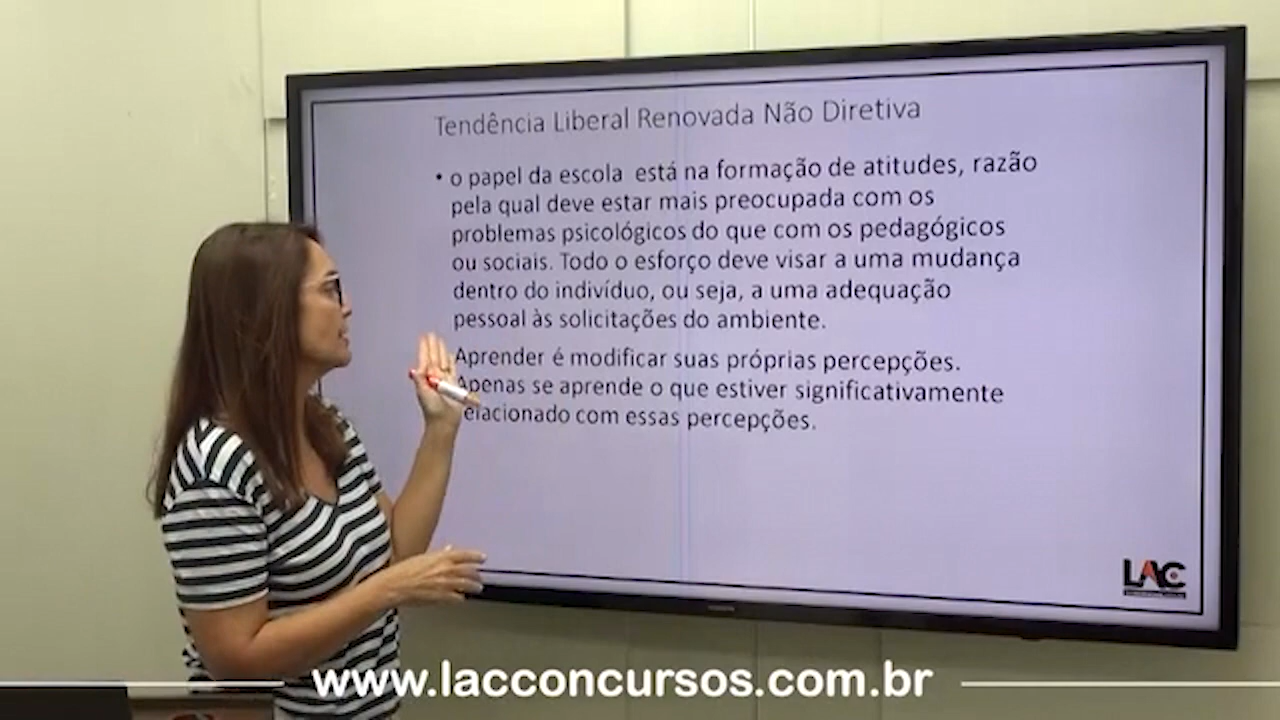 Tendência Liberal Renovada Não Diretiva
• o papel da escola está na formação de atitudes, razão
pela qual deve estar mais preocupada com os
problemas psicológicos do que com os pedagógicos
ou sociais. Todo o esforço deve visar a uma mudança
dentro do indivíduo, ou seja, a uma adequação
pessoal às solicitações do ambiente.
Aprender é modificar suas próprias percepções.
Apenas se aprende o que estiver significativamente
elacionado com essas percepções.
LAC
www.lacconcursos.com.br